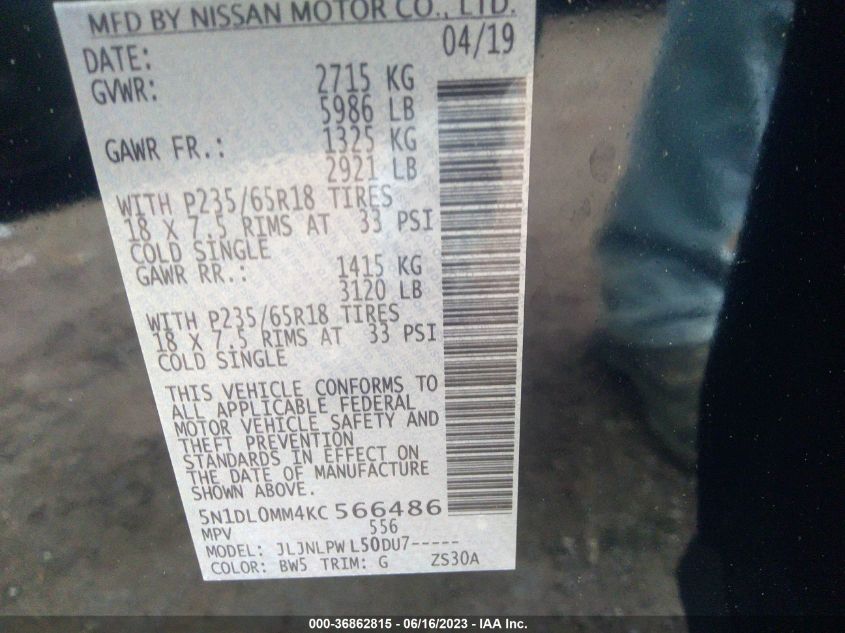 MFD BY NISSAN MOTOR CO., LTD.
DATE: 04/19
GVWR: 2715 KG
5986 LB
GAWR FR.: 1325 KG
2921 LB
WITH P235/65R18 TIRES
18 X 7.5 RIMS AT 33 PSI
COLD SINGLE
GAWR RR.: 1415 KG
3120 LB
WITH P235/65R18 TIRES
18 X 7.5 RIMS AT 33 PSI
COLD SINGLE
THIS VEHICLE CONFORMS TO
ALL APPLICABLE FEDERAL
MOTOR VEHICLE SAFETY AND
THEFT PREVENTION
STANDARDS IN EFFECT ON
THE DATE OF MANUFACTURE
SHOWN ABOVE.
5N1DL0MM4KC 566486
MPV 556
MODEL: JLJNLPW L50DU7-----
COLOR: BW5 TRIM: G ZS30A
000-36862815 - 06/16/2023 - IAA Inc.